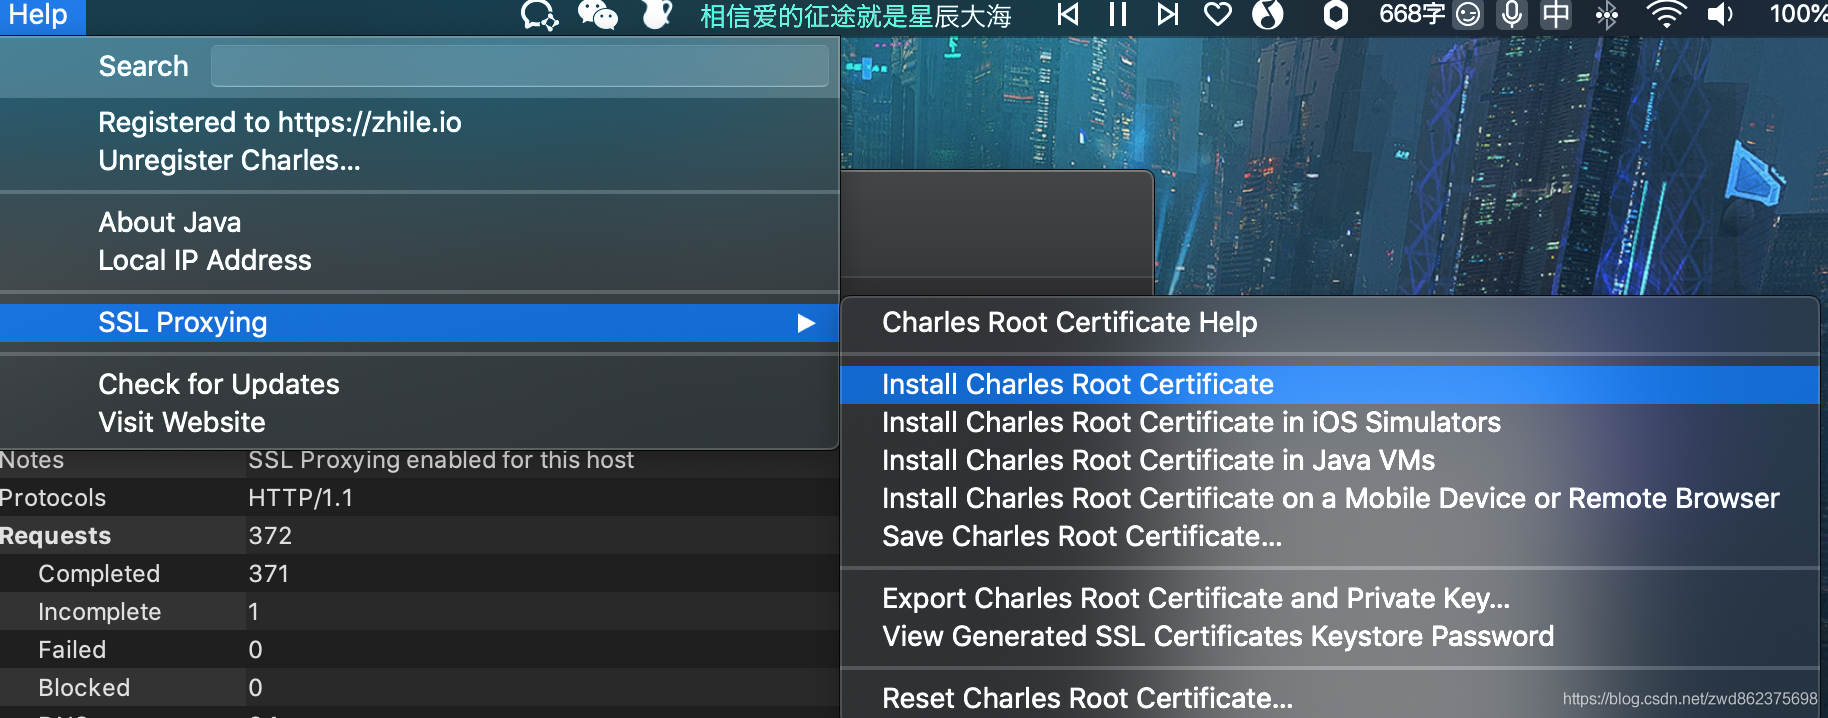 Help
相信爱的征途就是星辰大海
668字
中
100%
Search
Registered to https://zhile.io
Unregister Charles...
About Java
Local IP Address
SSL Proxying
Check for Updates
Visit Website
Charles Root Certificate Help
Install Charles Root Certificate
Install Charles Root Certificate in iOS Simulators
Install Charles Root Certificate in Java VMs
Install Charles Root Certificate on a Mobile Device or Remote Browser
Save Charles Root Certificate...
Export Charles Root Certificate and Private Key...
View Generated SSL Certificates Keystore Password
Reset Charles Root Certificate...
Notes SSL Proxying enabled for this host
Protocols HTTP/1.1
Requests 372
Completed 371
Incomplete 1
Failed 0
Blocked 0
https://blog.csdn.net/zwd862375698